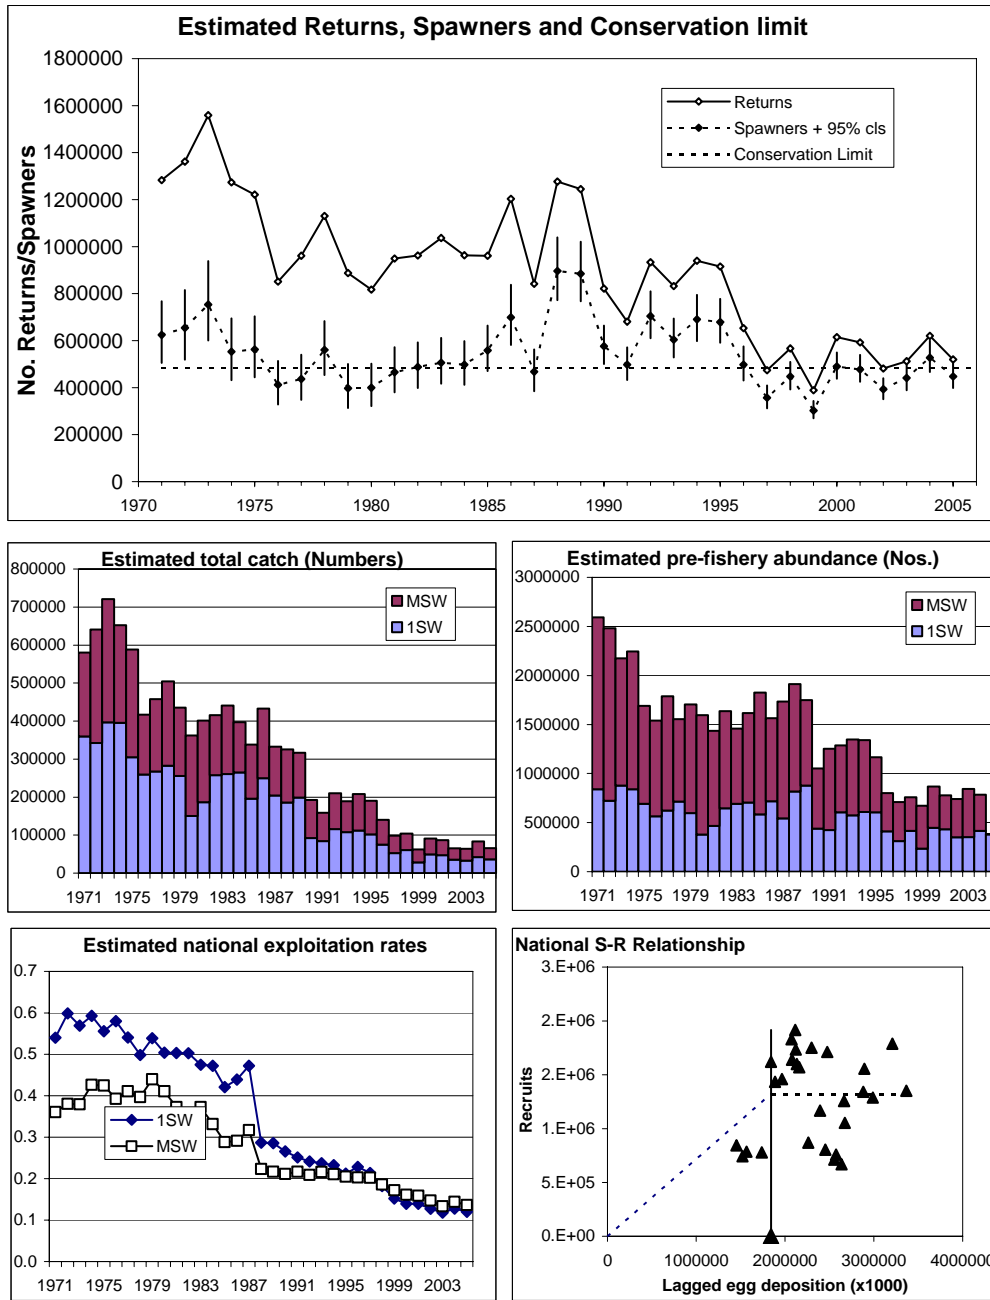 Estimated Returns, Spawners and Conservation limit
No. Returns/Spawners
1800000
1600000
1400000
1200000
1000000
800000
600000
400000
200000
0
Returns
Spawners + 95% cls
Conservation Limit
1970 1975 1980 1985 1990 1995 2000 2005
Estimated total catch (Numbers)
800000
700000
600000
500000
400000
300000
200000
100000
0
MSW
1SW
1971 1975 1979 1983 1987 1991 1995 1999 2003
Estimated pre-fishery abundance (Nos.)
3000000
2500000
2000000
1500000
1000000
500000
0
MSW
1SW
1971 1975 1979 1983 1987 1991 1995 1999 2003
Estimated national exploitation rates
0.7
0.6
0.5
0.4
0.3
0.2
0.1
0.0
1SW
MSW
1971 1975 1979 1983 1987 1991 1995 1999 2003
National S-R Relationship
Recruits
3.E+06
2.E+06
2.E+06
1.E+06
5.E+05
0.E+00
0 1000000 2000000 3000000 4000000
Lagged egg deposition (x1000)